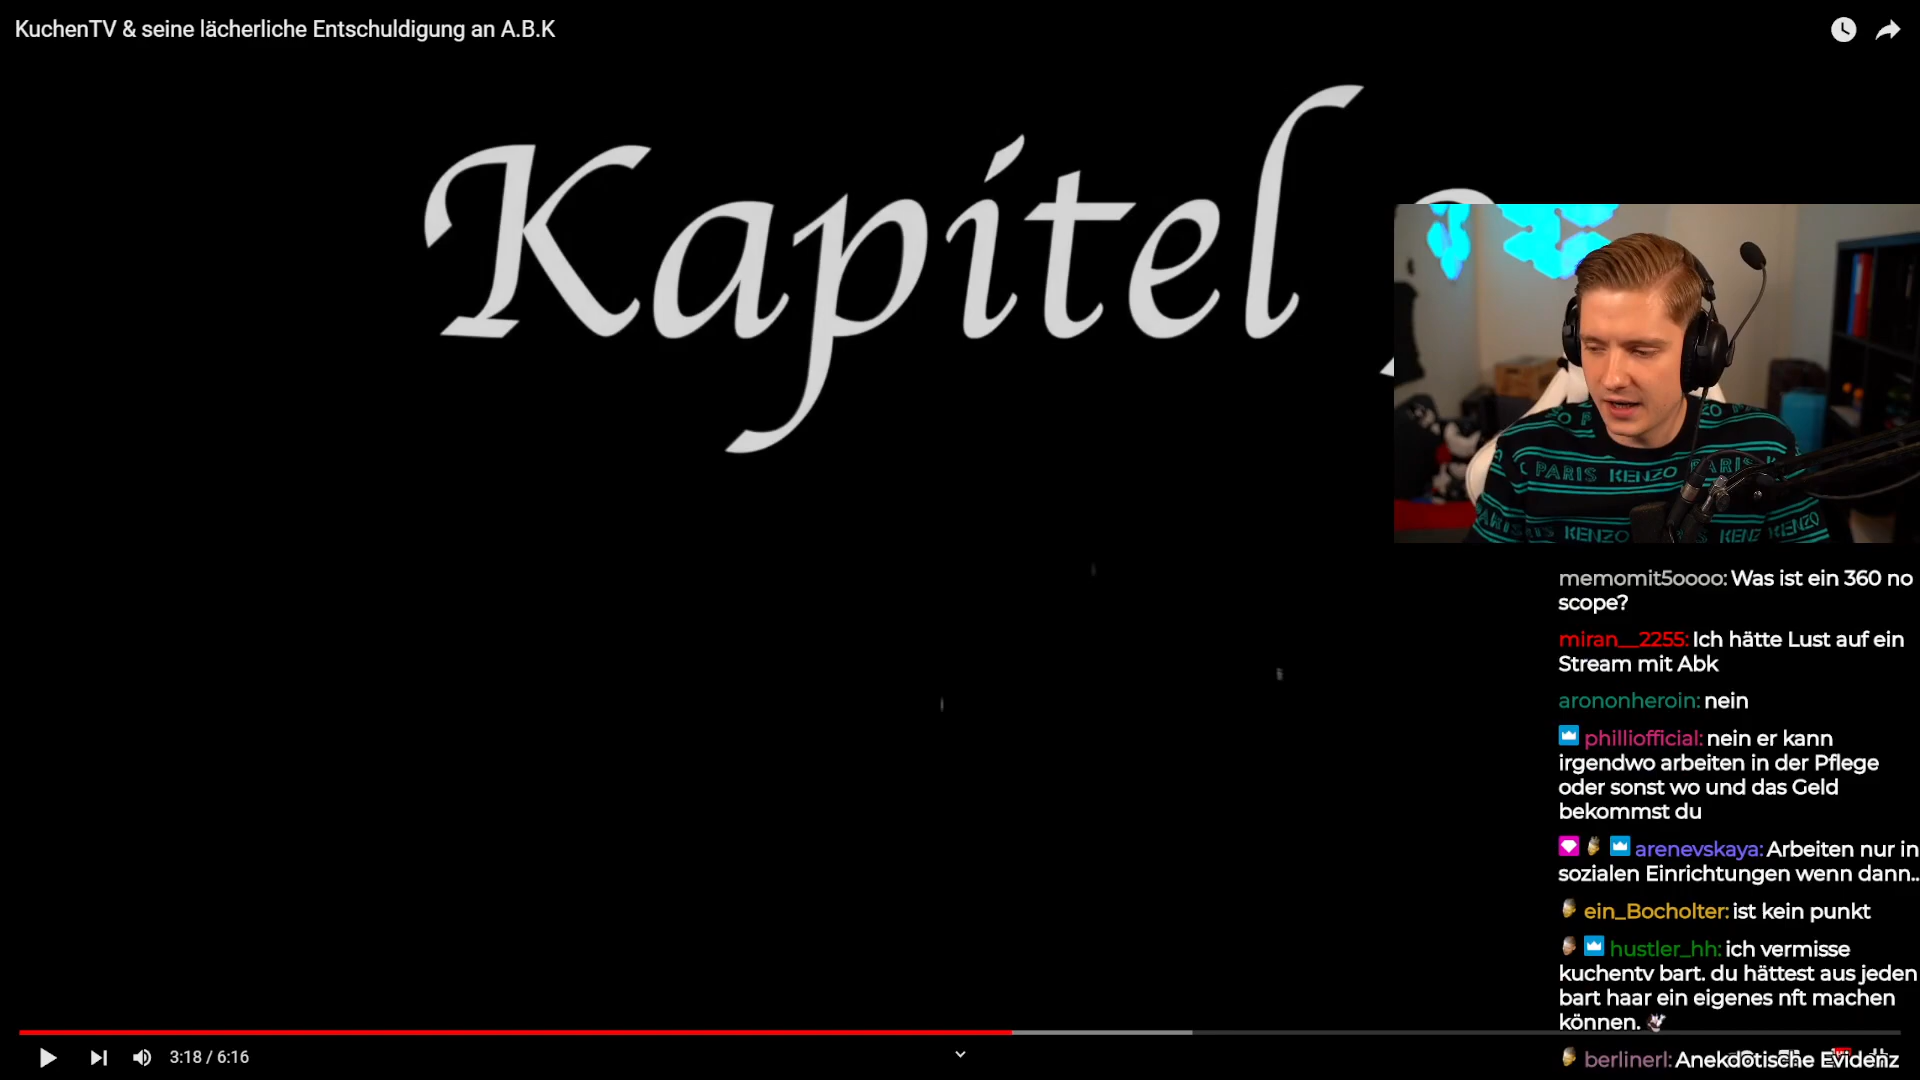 KuchenTV & seine lächerliche Entschuldigung an A.B.K
Kapitel
PARIS KENZO PARIS
KENZO KENZO
memomit5oooo: Was ist ein 360 no
scope?
miran__2255: Ich hätte Lust auf ein
Stream mit Abk
arononheroin: nein
philliofficial: nein er kann
irgendwo arbeiten in der Pflege
oder sonst wo und das Geld
bekommst du
arenevskaya: Arbeiten nur in
sozialen Einrichtungen wenn dann..
ein_Bocholter: ist kein punkt
hustler_hh: ich vermisse
kuchentv bart. du hättest aus jeden
bart haar ein eigenes nft machen
können.
berlinerl: Anekdotische Evidenz
3:18 / 6:16